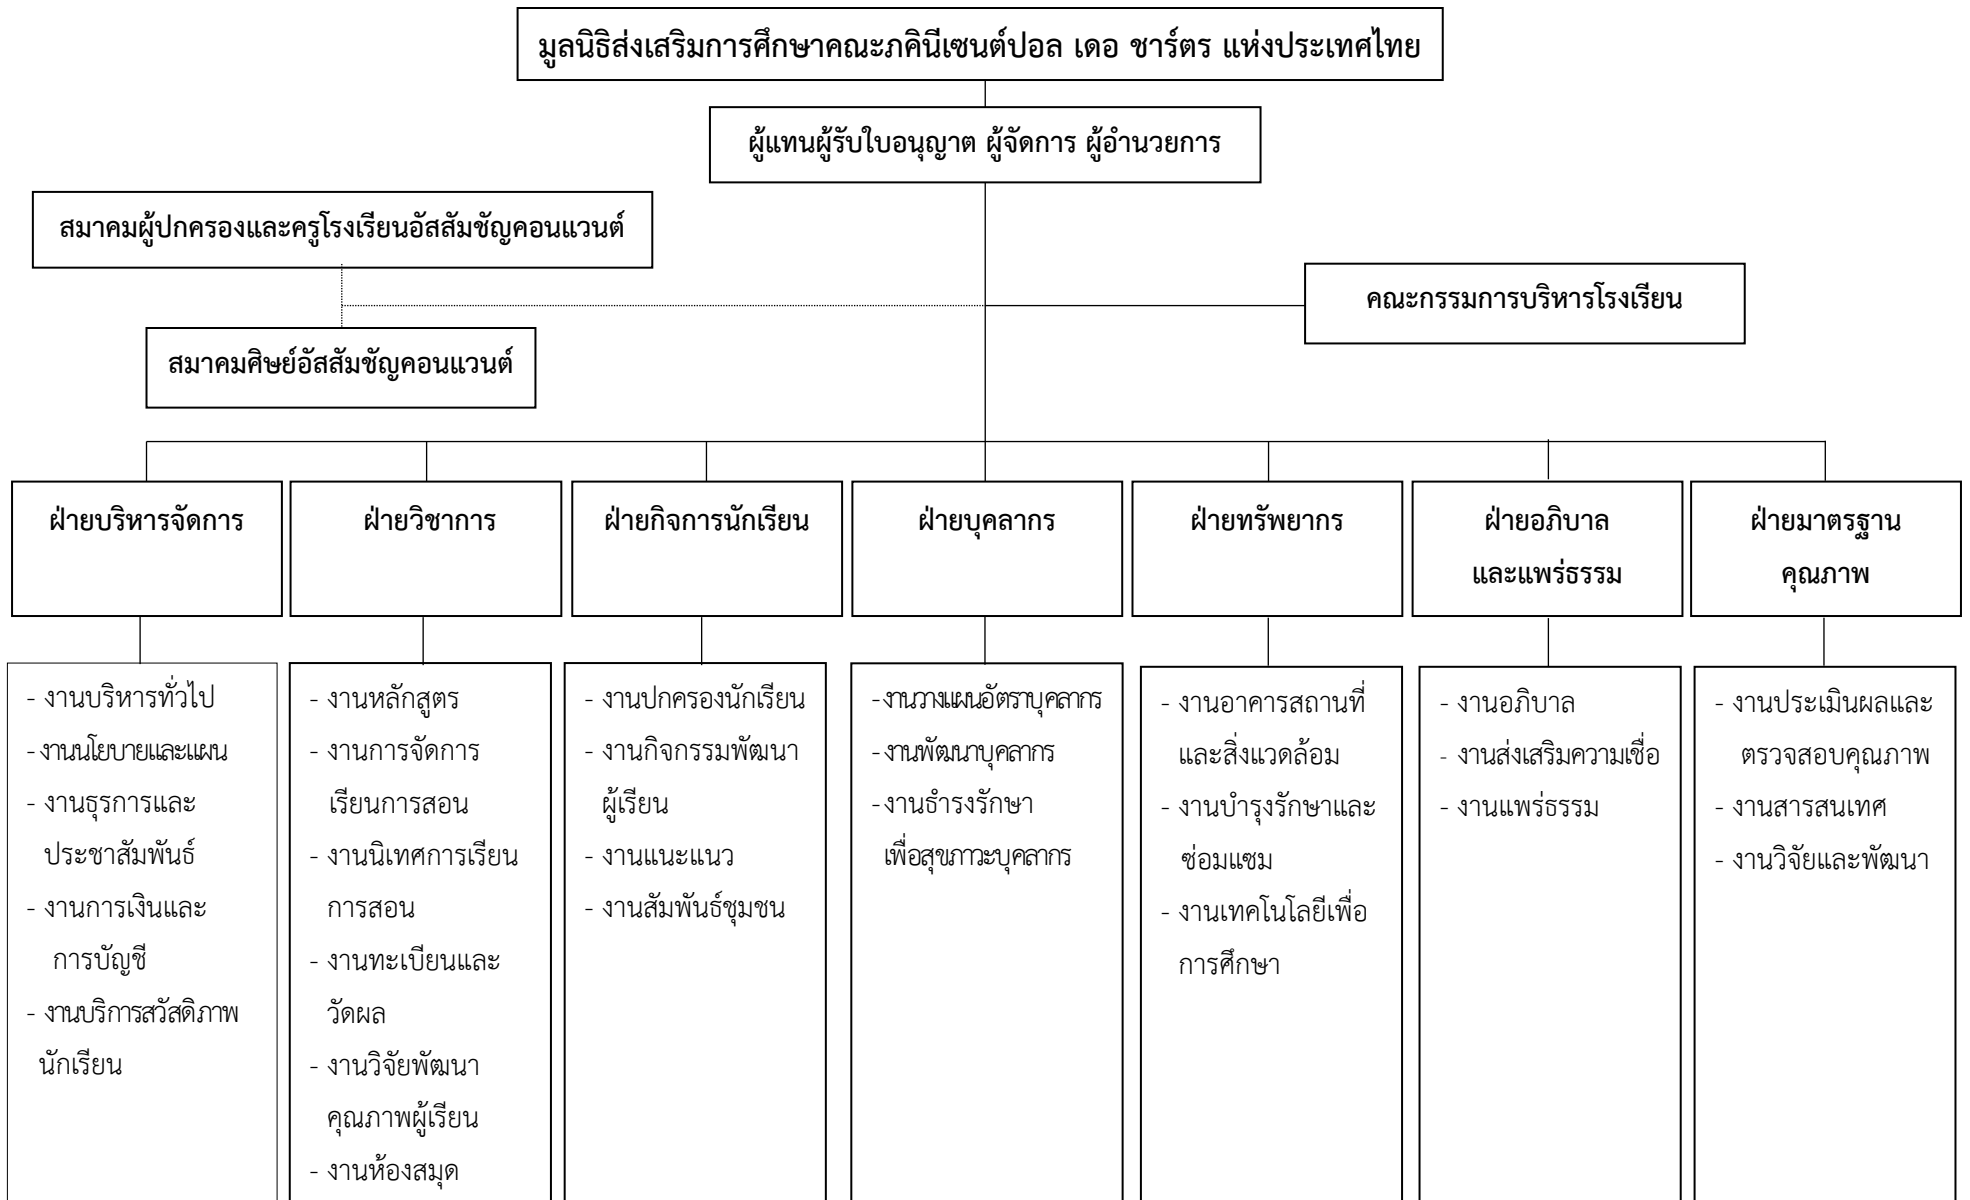 มูลนิธิส่งเสริมการศึกษาคณะภคินีเซนต์ปอล เดอ ชาร์ตร แห่งประเทศไทย
ผู้แทนผู้รับใบอนุญาต ผู้จัดการ ผู้อำนวยการ
สมาคมผู้ปกครองและครูโรงเรียนอัสสัมชัญคอนแวนต์
คณะกรรมการบริหารโรงเรียน
สมาคมศิษย์อัสสัมชัญคอนแวนต์
ฝ่ายบริหารจัดการ
ฝ่ายวิชาการ
ฝ่ายกิจการนักเรียน
ฝ่ายบุคลากร
ฝ่ายทรัพยากร
ฝ่ายอภิบาล
และแพร่ธรรม
ฝ่ายมาตรฐาน
คุณภาพ
- งานบริหารทั่วไป
- งานนโยบายและแผน
- งานธุรการและ
ประชาสัมพันธ์
- งานการเงินและ
การบัญชี
- งานบริการสวัสดิภาพ
นักเรียน
- งานหลักสูตร
- งานการจัดการ
เรียนการสอน
- งานนิเทศการเรียน
การสอน
- งานทะเบียนและ
วัดผล
- งานวิจัยพัฒนา
คุณภาพผู้เรียน
- งานห้องสมุด
- งานปกครองนักเรียน
- งานกิจกรรมพัฒนา
ผู้เรียน
- งานแนะแนว
- งานสัมพันธ์ชุมชน
- งานวางแผนอัตราบุคลากร
- งานพัฒนาบุคลากร
- งานธำรงรักษา
เพื่อสุขภาวะบุคลากร
- งานอาคารสถานที่
และสิ่งแวดล้อม
- งานบำรุงรักษาและ
ซ่อมแซม
- งานเทคโนโลยีเพื่อ
การศึกษา
- งานอภิบาล
- งานส่งเสริมความเชื่อ
- งานแพร่ธรรม
- งานประเมินผลและ
ตรวจสอบคุณภาพ
- งานสารสนเทศ
- งานวิจัยและพัฒนา